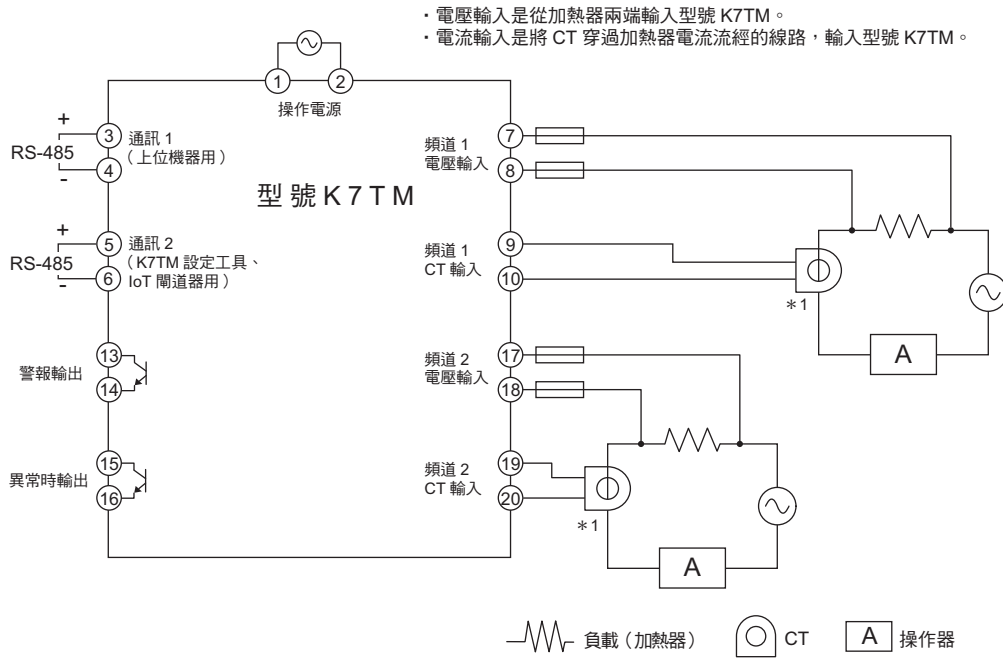 ・電壓輸入是從加熱器兩端輸入型號 K7TM。
・電流輸入是將 CT 穿過加熱器電流流經的線路，輸入型號 K7TM。
1
2
操作電源
+
3
通訊 1
RS-485
（上位機器用）
4
-
型號K7TM
+
5
通訊 2
RS-485
（K7TM 設定工具、
6
IoT 閘道器用）
-
13
警報輸出
14
15
異常時輸出
16
頻道 1
7
電壓輸入
8
頻道 1
9
CT 輸入
10
＊1
A
頻道 2
17
電壓輸入
18
頻道 2
19
CT 輸入
20
＊1
A
負載（加熱器）
CT
A
操作器